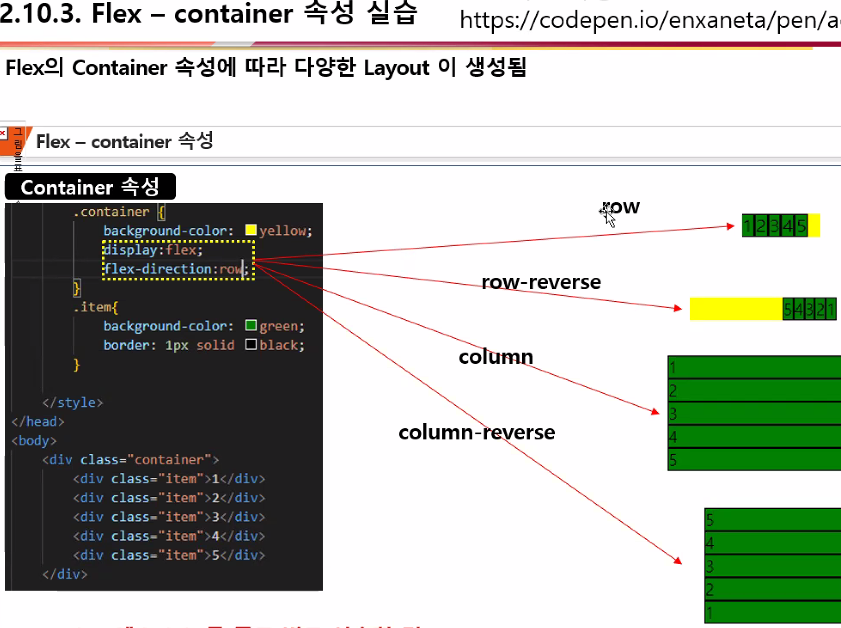 2.10.3. Flex – container 속성 실습
https://codepen.io/enxaneta/pen/a
Flex의 Container 속성에 따라 다양한 Layout 이 생성됨
Flex – container 속성
Container 속성
.container {
background-color: yellow;
display:flex;
flex-direction:row;
}
.item{
background-color: green;
border: 1px solid black;
}
</style>
</head>
<body>
<div class="container">
<div class="item">1</div>
<div class="item">2</div>
<div class="item">3</div>
<div class="item">4</div>
<div class="item">5</div>
</div>
row
1 2 3 4 5
row-reverse
5 4 3 2 1
column
1
2
3
4
5
column-reverse
5
4
3
2
1